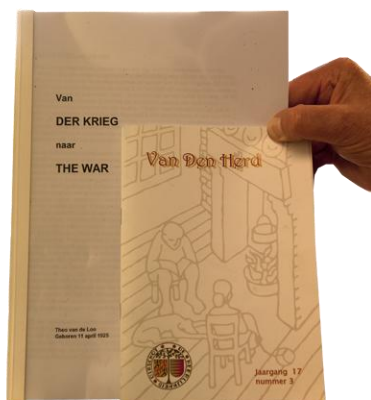 Van
DER KRIEG
naar
THE WAR
Theo van de Loo
Geboren 11 april 1925
Van Den Herd
Jaargang 17
nummer 3